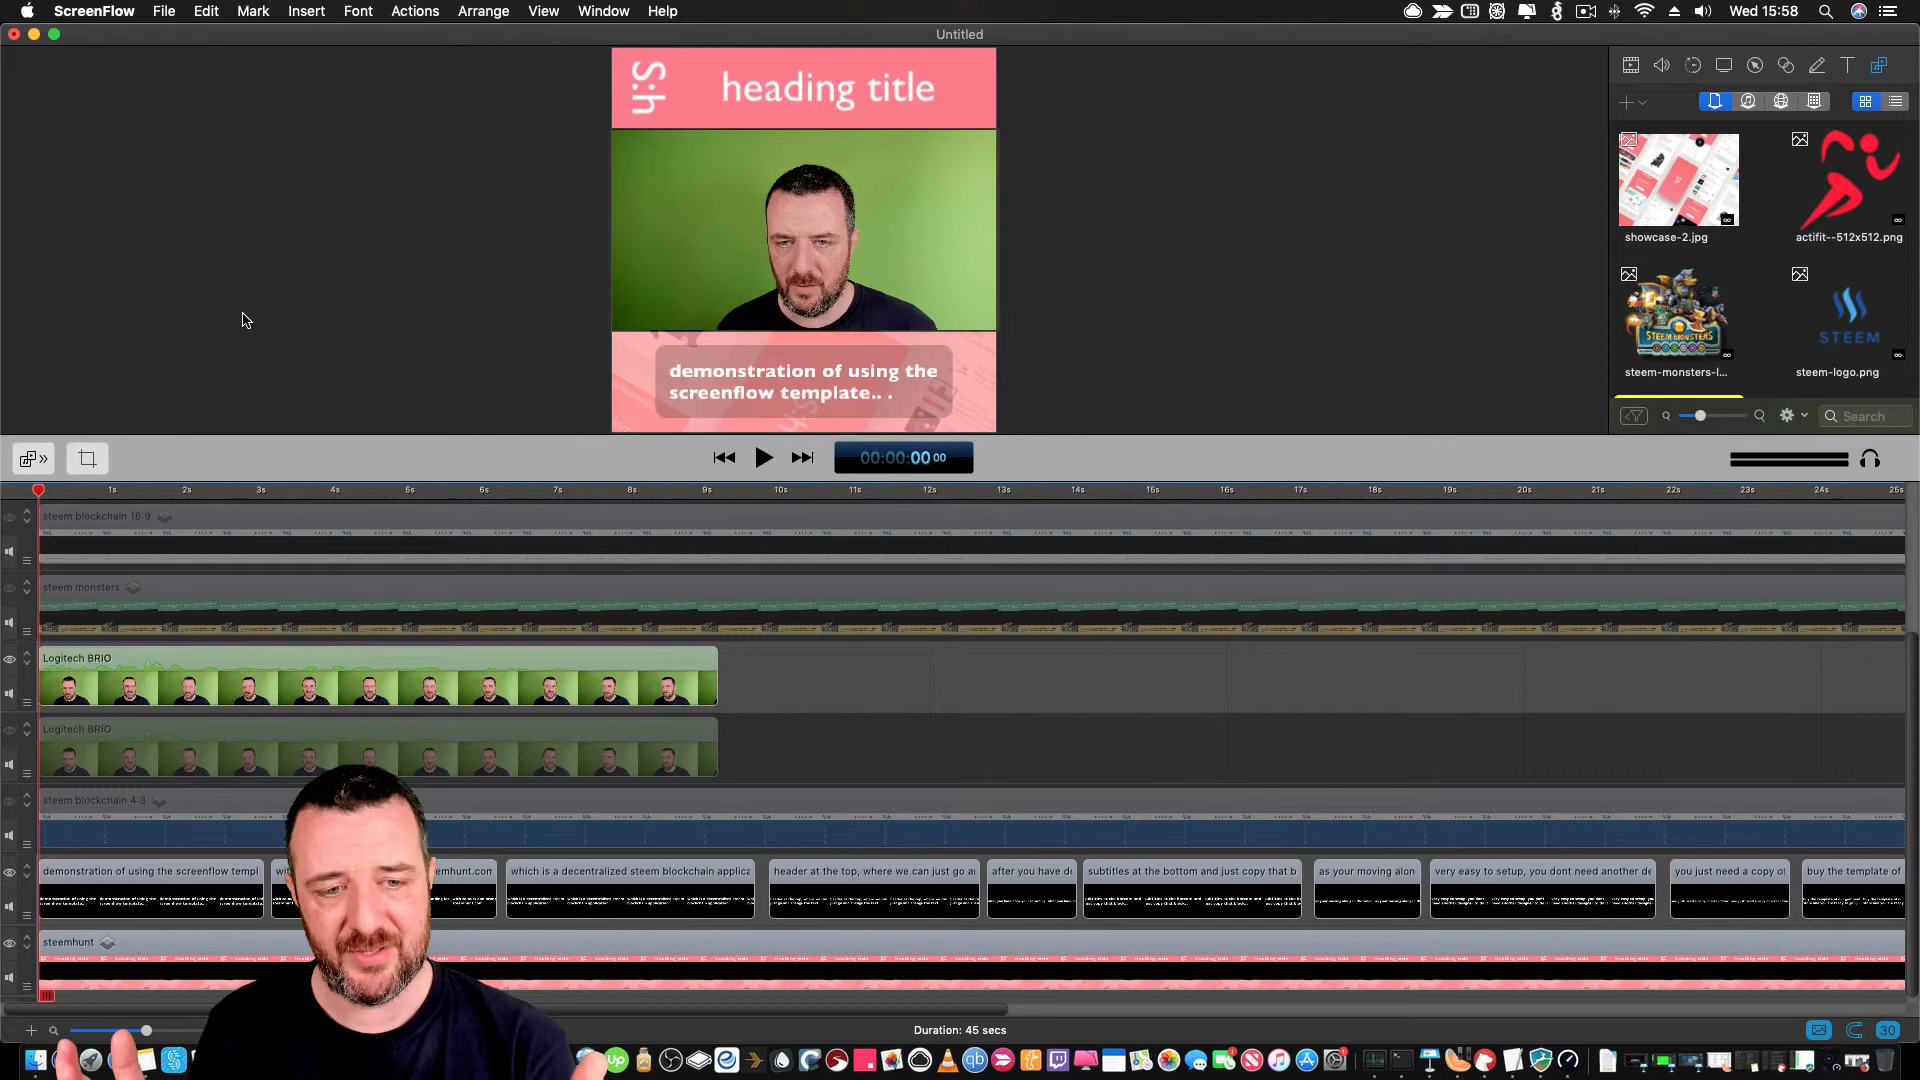 ScreenFlow File Edit Mark Insert Font Actions Arrange View Window Help Wed 15:58
Untitled
S:h heading title
demonstration of using the
screenflow template.. .
showcase-2.jpg actifit--512x512.png
STEEM MONSTERS STEEM
steem-monsters-l... steem-logo.png
Search
00:00:00 00
1s 2s 3s 4s 5s 6s 7s 8s 9s 10s 11s 12s 13s 14s 15s 16s 17s 18s 19s 20s 21s 22s 23s 24s 25s
steem blockchain 16:9
steem monsters
Logitech BRIO
Logitech BRIO
steem blockchain 4:3
demonstration of using the screenflow templ emhunt.com which is a decentralized steem blockchain applica header at the top, where we can just go a after you have d subtitles at the bottom and just copy that b as your moving alon very easy to setup, you dont need another de you just need a copy of buy the template of
steemhunt
Duration: 45 secs
30